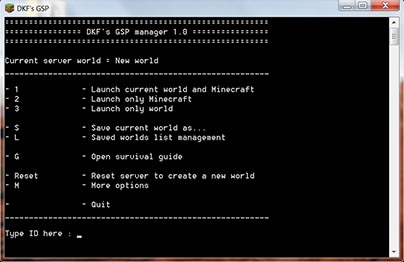 DKF's GSP
::::::::::::::::::::::::::::::::::::::::::::::::::::::::
:::::::::::::::: DKF's GSP manager 1.0 ::::::::::::::::
::::::::::::::::::::::::::::::::::::::::::::::::::::::::
Current server world = New world
--------------------------------------------------------
- 1 - Launch current world and Minecraft
- 2 - Launch only Minecraft
- 3 - Launch only world
- S - Save current world as...
- L - Saved worlds list management
- G - Open survival guide
- Reset - Reset server to create a new world
- M - More options
- - Quit
--------------------------------------------------------
Type ID here : _